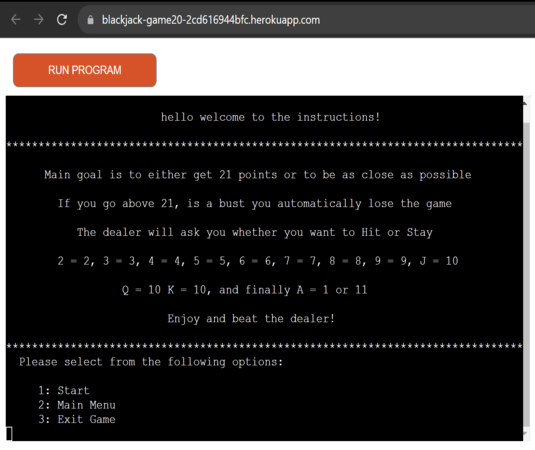 blackjack-game20-2cd616944bfc.herokuapp.com
RUN PROGRAM
hello welcome to the instructions!
********************************************************************************
Main goal is to either get 21 points or to be as close as possible
If you go above 21, is a bust you automatically lose the game
The dealer will ask you whether you want to Hit or Stay
2 = 2, 3 = 3, 4 = 4, 5 = 5, 6 = 6, 7 = 7, 8 = 8, 9 = 9, J = 10
Q = 10 K = 10, and finally A = 1 or 11
Enjoy and beat the dealer!
********************************************************************************
Please select from the following options:
1: Start
2: Main Menu
3: Exit Game